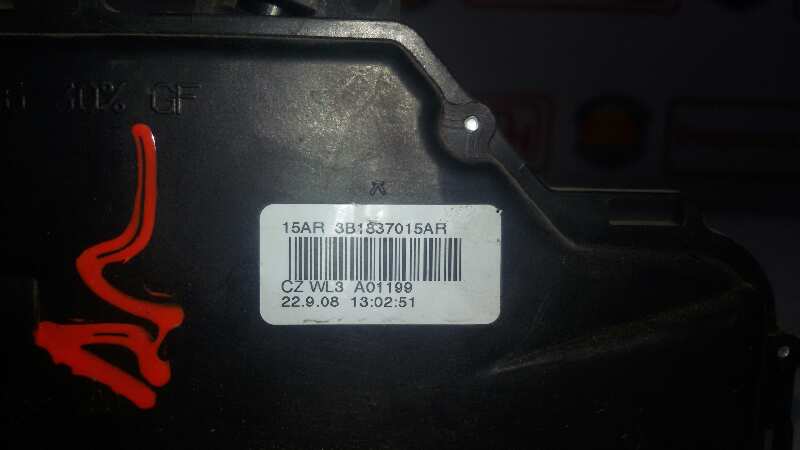 30% GF
15AR 3B1837015AR
CZ WL3 A01199
22.9.08 13:02:51